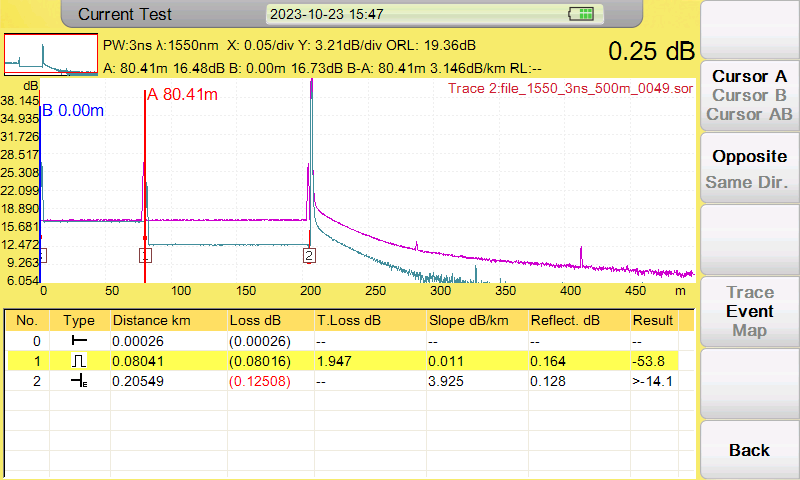 Current Test
2023-10-23 15:47
PW:3ns λ:1550nm X: 0.05/div Y: 3.21dB/div ORL: 19.36dB
A: 80.41m 16.48dB B: 0.00m 16.73dB B-A: 80.41m 3.146dB/km RL:--
0.25 dB
dB
38.145
34.935
31.726
28.517
25.308
22.099
18.890
15.681
12.472
9.263
6.054
B 0.00m
A 80.41m
Trace 2:file_1550_3ns_500m_0049.sor
1
2
0 50 100 150 200 250 300 350 400 450 m
No. Type Distance km Loss dB T.Loss dB Slope dB/km Reflect. dB Result
0 0.00026 (0.00026) -- -- -- --
1 0.08041 (0.08016) 1.947 0.011 0.164 -53.8
2 E 0.20549 (0.12508) -- 3.925 0.128 >-14.1
Cursor A
Cursor B
Cursor AB
Opposite
Same Dir.
Trace
Event
Map
Back